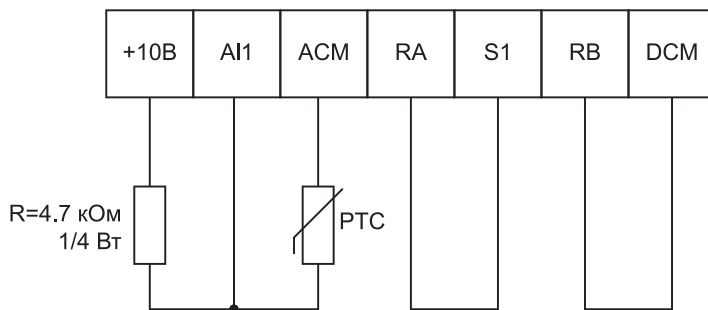 +10В AI1 ACM RA S1 RB DCM
R=4.7 кОм
1/4 Вт
PTC